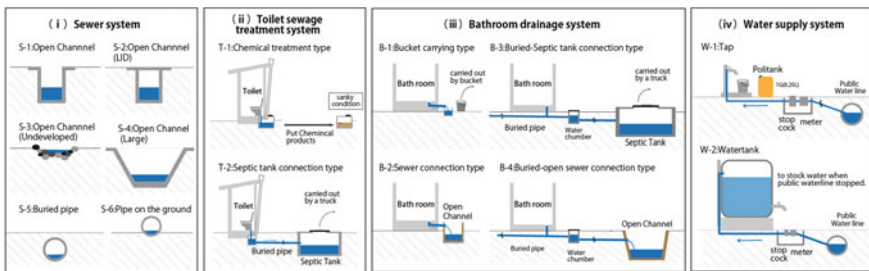 (i) Sewer system
S-1:Open Channnel
S-2:Open Channnel
(LID)
S-3:Open Channnel
(Undeveloped)
S-4:Open Channel
(Large)
S-5:Buried pipe
S-6:Pipe on the ground
(ii) Toilet sewage
treatment system
T-1:Chemical treatment type
Toilet
sanky
condition
Put Chemincal
products
T-2:Septic tank connection type
Toilet
carried out
by a truck
Buried pipe
Septic Tank
(iii) Bathroom drainage system
B-1:Bucket carrying type
Bath room
carried out
by bucket
B-3:Buried-Septic tank connection type
Bath room
carried out
by a truck
Buried pipe
Water
chumber
Septic Tank
B-2:Sewer connection type
Bath room
Open
Channel
B-4:Buried-open sewer connection type
Bath room
Open Channel
Buried pipe
Water
chumber
(iv) Water supply system
W-1:Tap
Politank
Public
Water line
stop
cock
meter
W-2:Watertank
to stock water when
public waterline stopped.
Public
Water line
stop
cock
meter